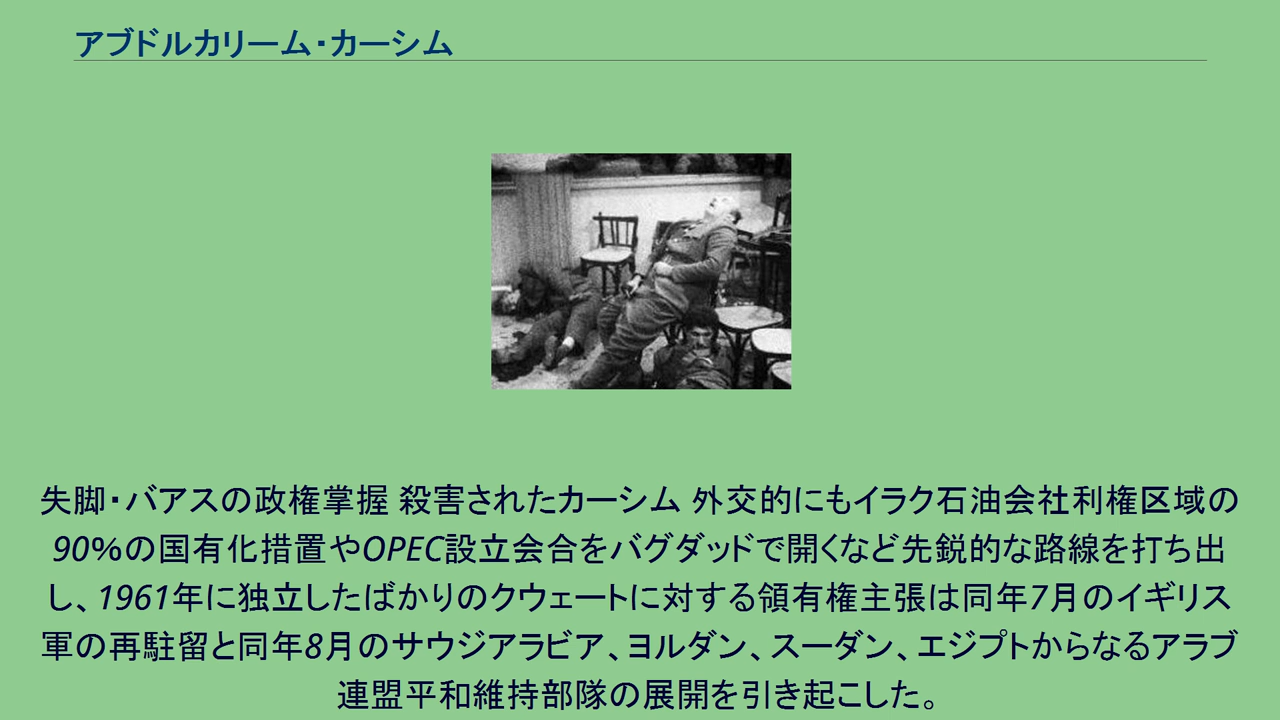 アブドルカリーム・カーシム
失脚・バアスの政権掌握 殺害されたカーシム 外交的にもイラク石油会社利権区域の
90%の国有化措置やOPEC設立会合をバグダッドで開くなど先鋭的な路線を打ち出
し、1961年に独立したばかりのクウェートに対する領有権主張は同年7月のイギリス
軍の再駐留と同年8月のサウジアラビア、ヨルダン、スーダン、エジプトからなるアラブ
連盟平和維持部隊の展開を引き起こした。